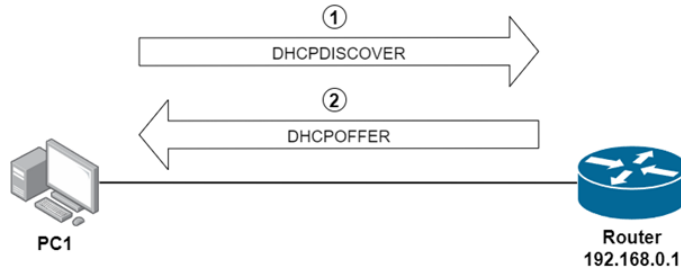 1
DHCPDISCOVER
2
DHCPOFFER
PC1
Router
192.168.0.1